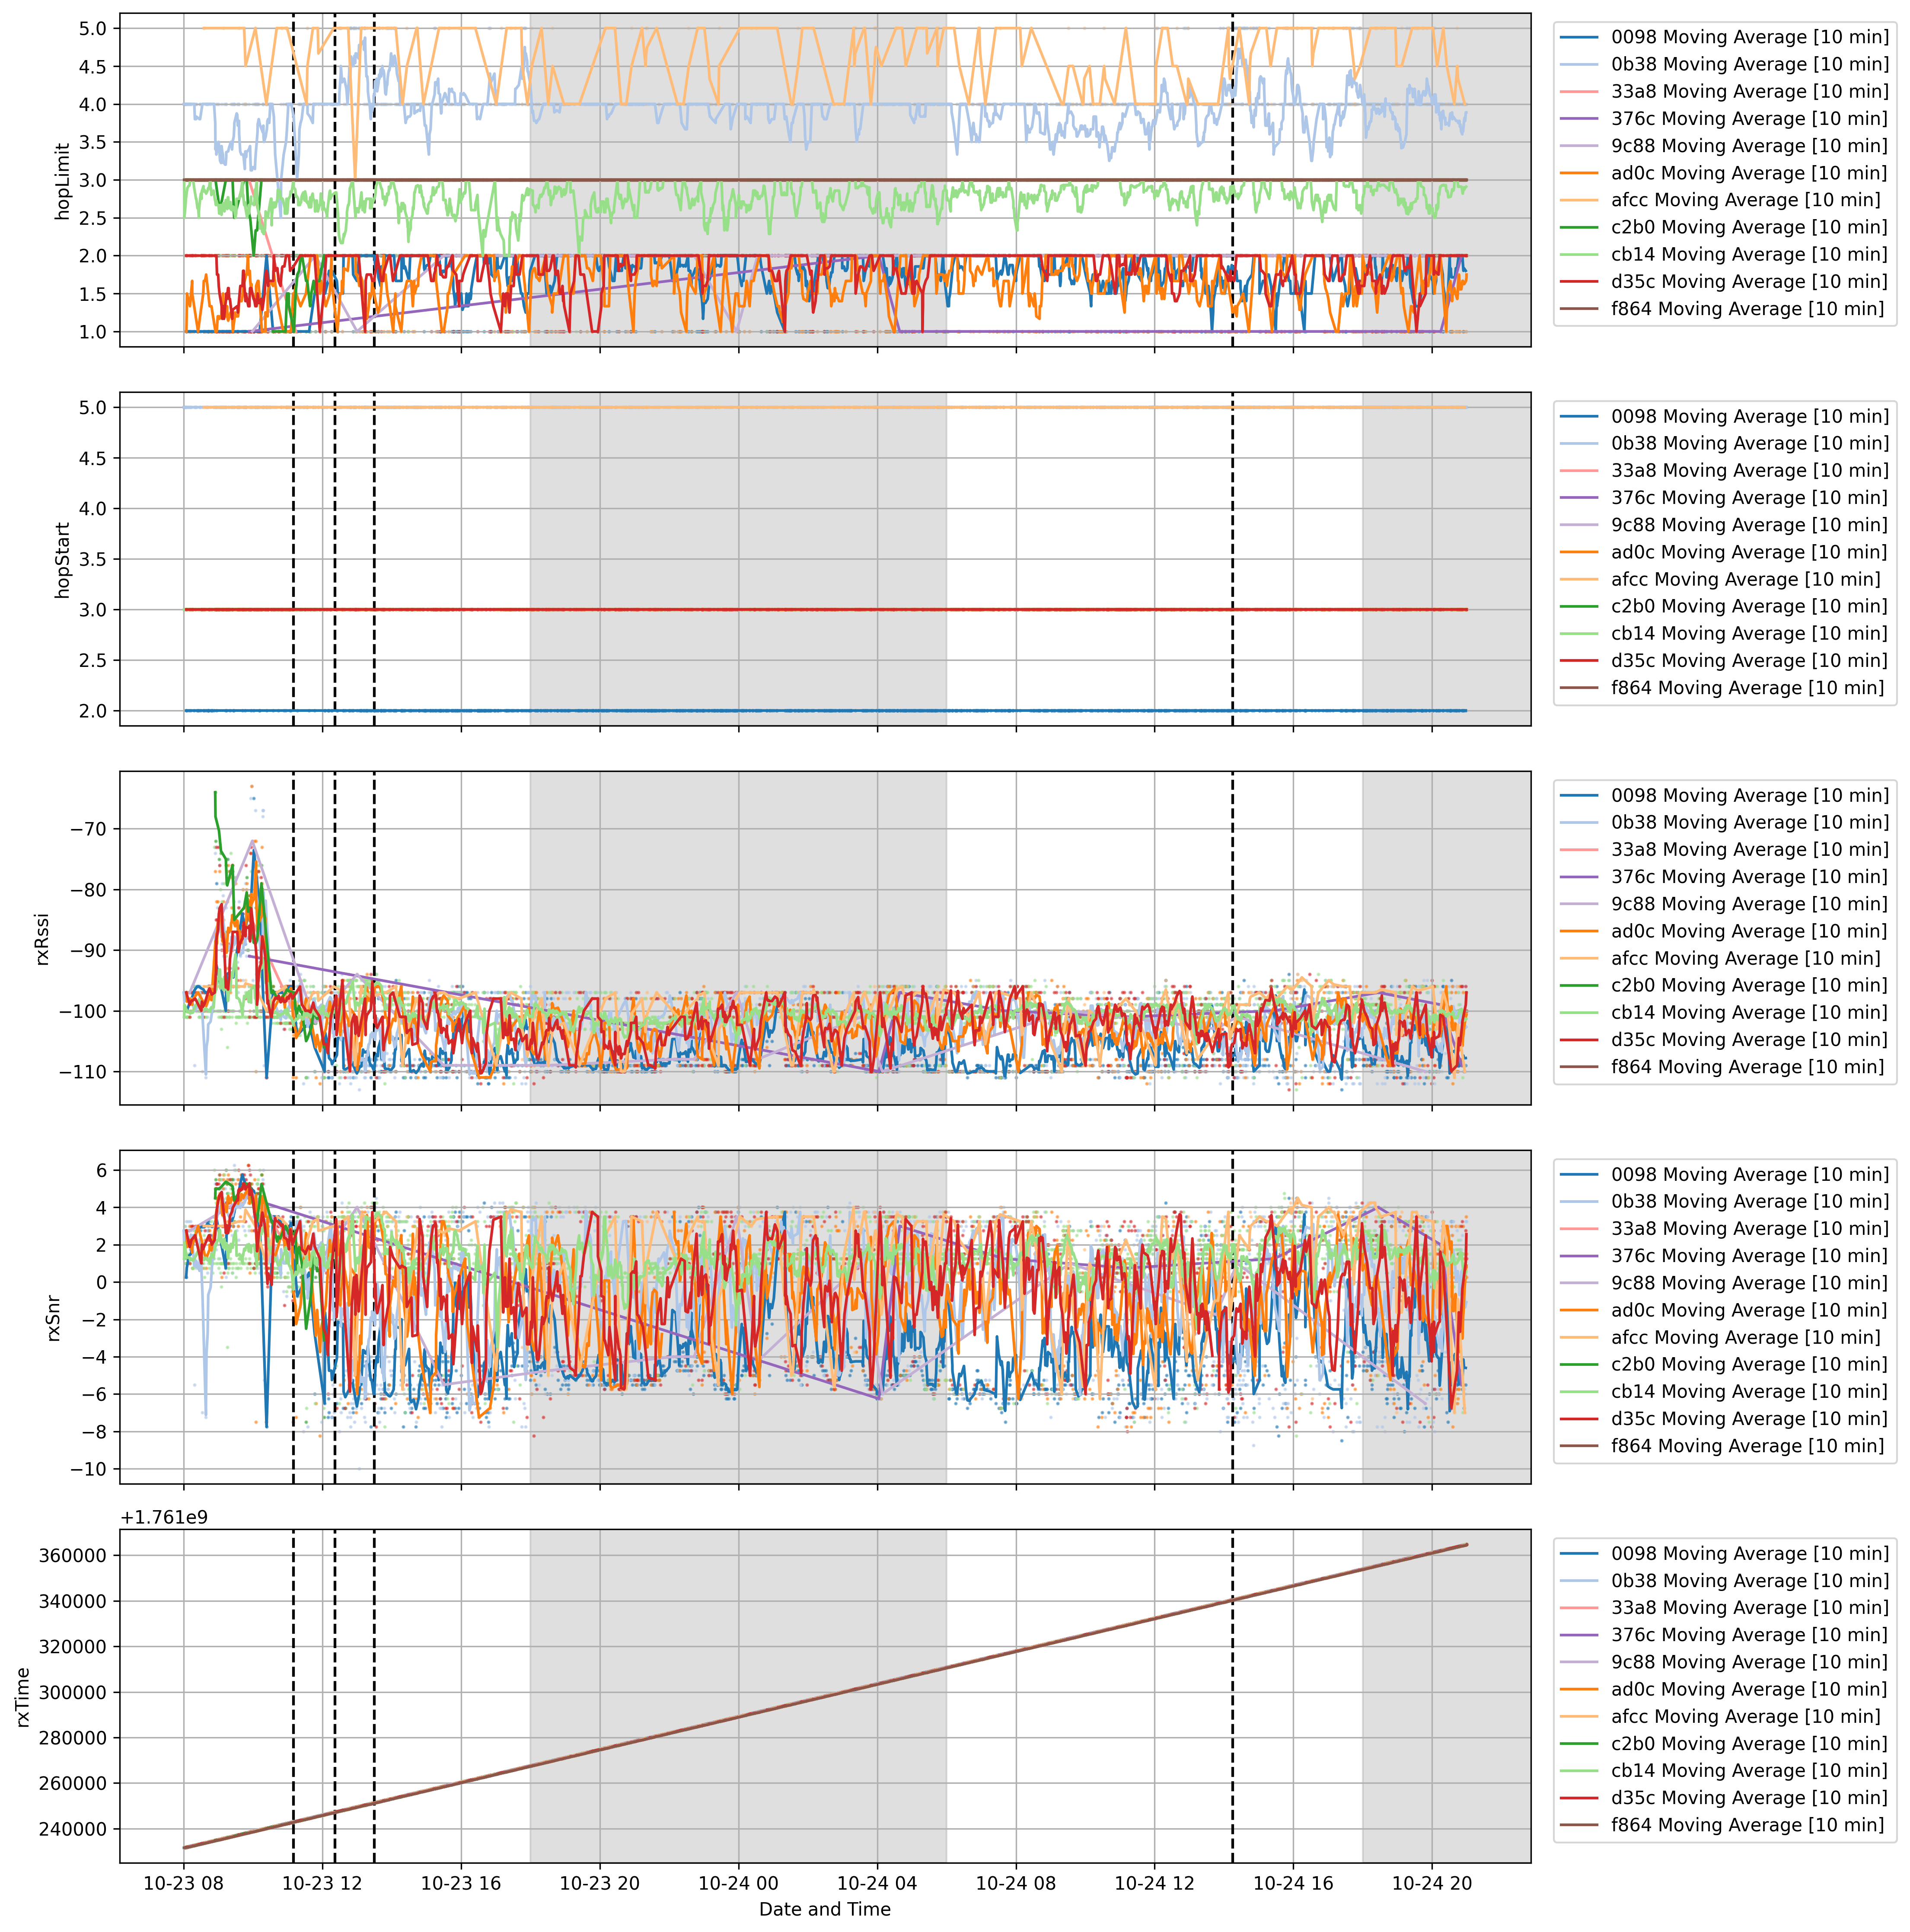 5.0
4.5
4.0
3.5
3.0
2.5
2.0
1.5
1.0
hopLimit
0098 Moving Average [10 min]
0b38 Moving Average [10 min]
33a8 Moving Average [10 min]
376c Moving Average [10 min]
9c88 Moving Average [10 min]
ad0c Moving Average [10 min]
afcc Moving Average [10 min]
c2b0 Moving Average [10 min]
cb14 Moving Average [10 min]
d35c Moving Average [10 min]
f864 Moving Average [10 min]
5.0
4.5
4.0
3.5
3.0
2.5
2.0
hopStart
0098 Moving Average [10 min]
0b38 Moving Average [10 min]
33a8 Moving Average [10 min]
376c Moving Average [10 min]
9c88 Moving Average [10 min]
ad0c Moving Average [10 min]
afcc Moving Average [10 min]
c2b0 Moving Average [10 min]
cb14 Moving Average [10 min]
d35c Moving Average [10 min]
f864 Moving Average [10 min]
−70
−80
−90
−100
−110
rxRssi
0098 Moving Average [10 min]
0b38 Moving Average [10 min]
33a8 Moving Average [10 min]
376c Moving Average [10 min]
9c88 Moving Average [10 min]
ad0c Moving Average [10 min]
afcc Moving Average [10 min]
c2b0 Moving Average [10 min]
cb14 Moving Average [10 min]
d35c Moving Average [10 min]
f864 Moving Average [10 min]
6
4
2
0
−2
−4
−6
−8
−10
rxSnr
0098 Moving Average [10 min]
0b38 Moving Average [10 min]
33a8 Moving Average [10 min]
376c Moving Average [10 min]
9c88 Moving Average [10 min]
ad0c Moving Average [10 min]
afcc Moving Average [10 min]
c2b0 Moving Average [10 min]
cb14 Moving Average [10 min]
d35c Moving Average [10 min]
f864 Moving Average [10 min]
+1.761e9
360000
340000
320000
300000
280000
260000
240000
rxTime
0098 Moving Average [10 min]
0b38 Moving Average [10 min]
33a8 Moving Average [10 min]
376c Moving Average [10 min]
9c88 Moving Average [10 min]
ad0c Moving Average [10 min]
afcc Moving Average [10 min]
c2b0 Moving Average [10 min]
cb14 Moving Average [10 min]
d35c Moving Average [10 min]
f864 Moving Average [10 min]
10-23 08 10-23 12 10-23 16 10-23 20 10-24 00 10-24 04 10-24 08 10-24 12 10-24 16 10-24 20
Date and Time